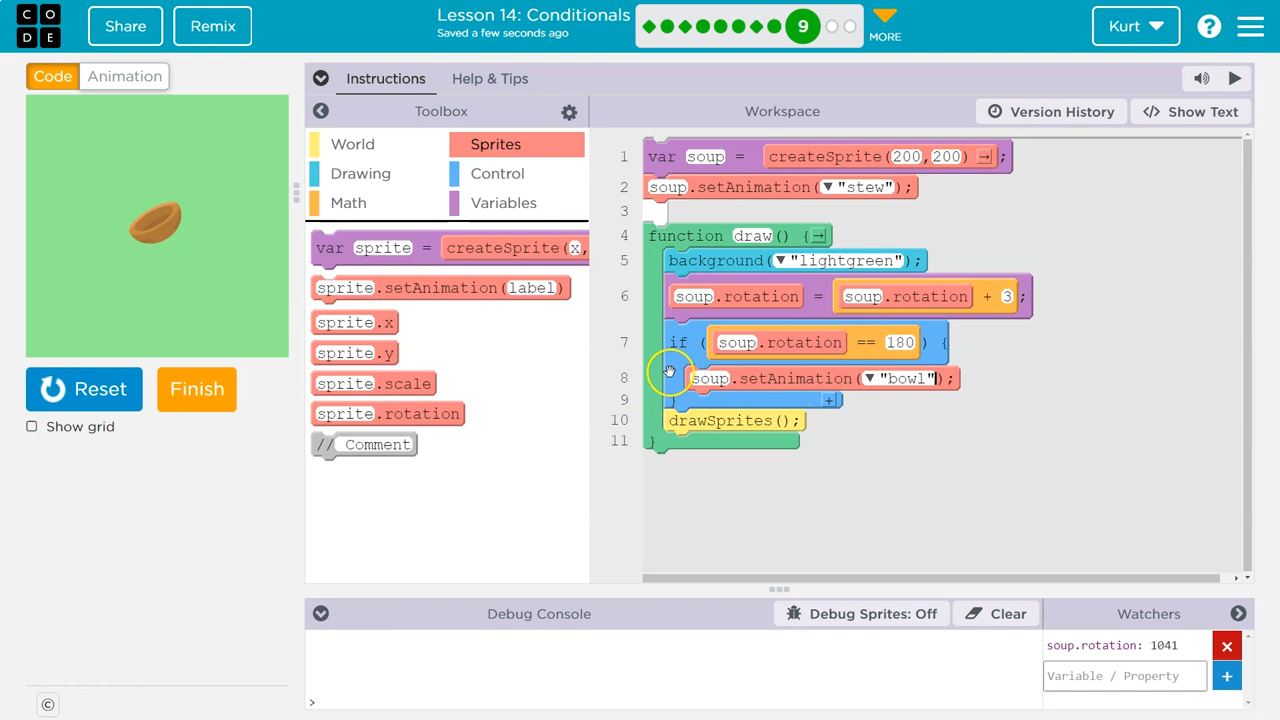 C O
D E
Share
Remix
Lesson 14: Conditionals
Saved a few seconds ago
9
MORE
Kurt
?
Code
Animation
Instructions
Help & Tips
Toolbox
Workspace
Version History
</> Show Text
World
Sprites
Drawing
Control
Math
Variables
var sprite = createSprite(x,
sprite.setAnimation(label)
sprite.x
sprite.y
sprite.scale
sprite.rotation
// Comment
1 var soup = createSprite(200,200) → ;
2 soup.setAnimation(▼"stew");
3
4 function draw() {→
5 background(▼"lightgreen");
6 soup.rotation = soup.rotation + 3;
7 if (soup.rotation == 180) {
8 soup.setAnimation(▼"bowl");
9 } +
10 drawSprites();
11 }
Reset
Finish
Show grid
Debug Console
Debug Sprites: Off
Clear
Watchers
soup.rotation: 1041
Variable / Property
>
©